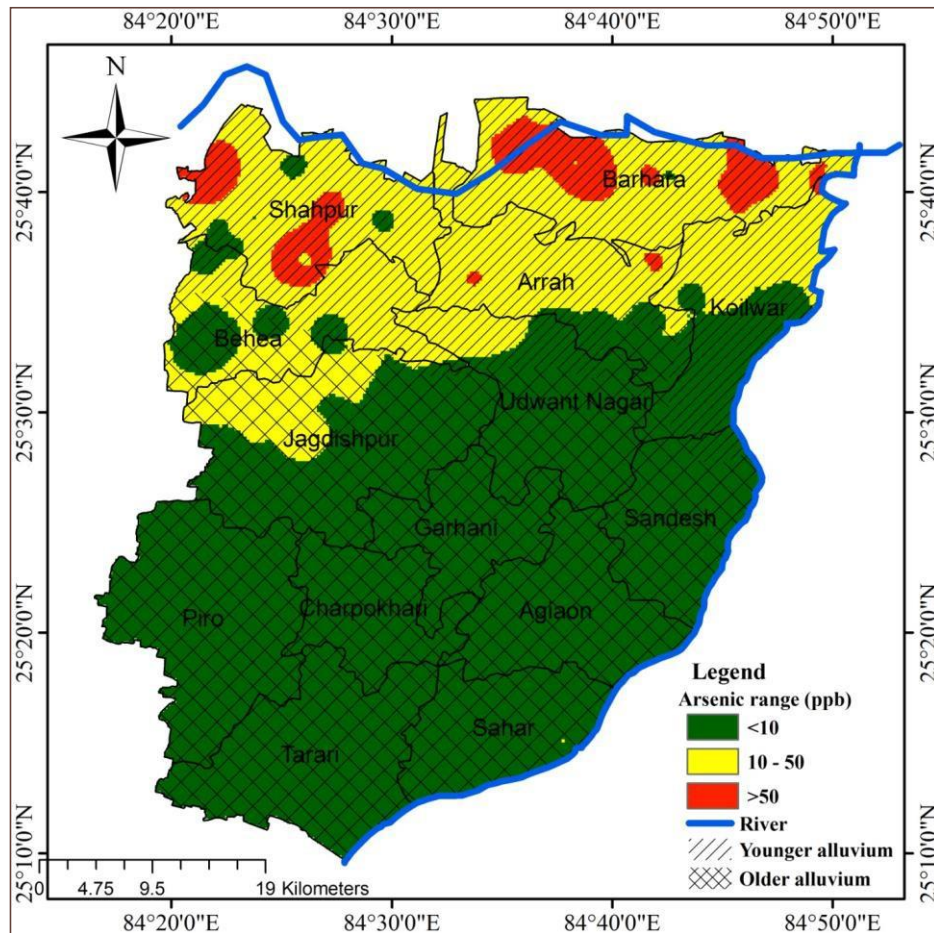 84°20'0"E 84°30'0"E 84°40'0"E 84°50'0"E
N
25°40'0"N 25°40'0"N
Barhara
Shahpur
Arrah
Koilwar
Behea
25°30'0"N 25°30'0"N
Udwant Nagar
Jagdishpur
Garhani
Sandesh
25°20'0"N 25°20'0"N
Piro
Charpokhari
Agiaon
Sahar
Tarari
Legend
Arsenic range (ppb)
<10
10 - 50
>50
River
Younger alluvium
Older alluvium
25°10'0"N 25°10'0"N
0 4.75 9.5 19 Kilometers
84°20'0"E 84°30'0"E 84°40'0"E 84°50'0"E